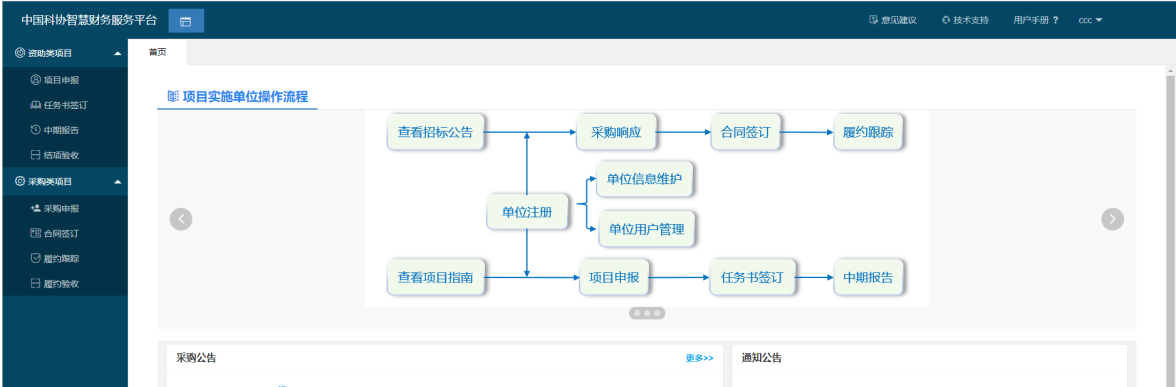 中国科协智慧财务服务平台
意见建议 技术支持 用户手册 ? ccc
资助类项目
项目申报
任务书签订
中期报告
结项验收
采购类项目
采购申报
合同签订
履约跟踪
履约验收
首页
项目实施单位操作流程
查看招标公告 采购响应 合同签订 履约跟踪
单位信息维护
单位注册
单位用户管理
查看项目指南 项目申报 任务书签订 中期报告
采购公告 更多>> 通知公告